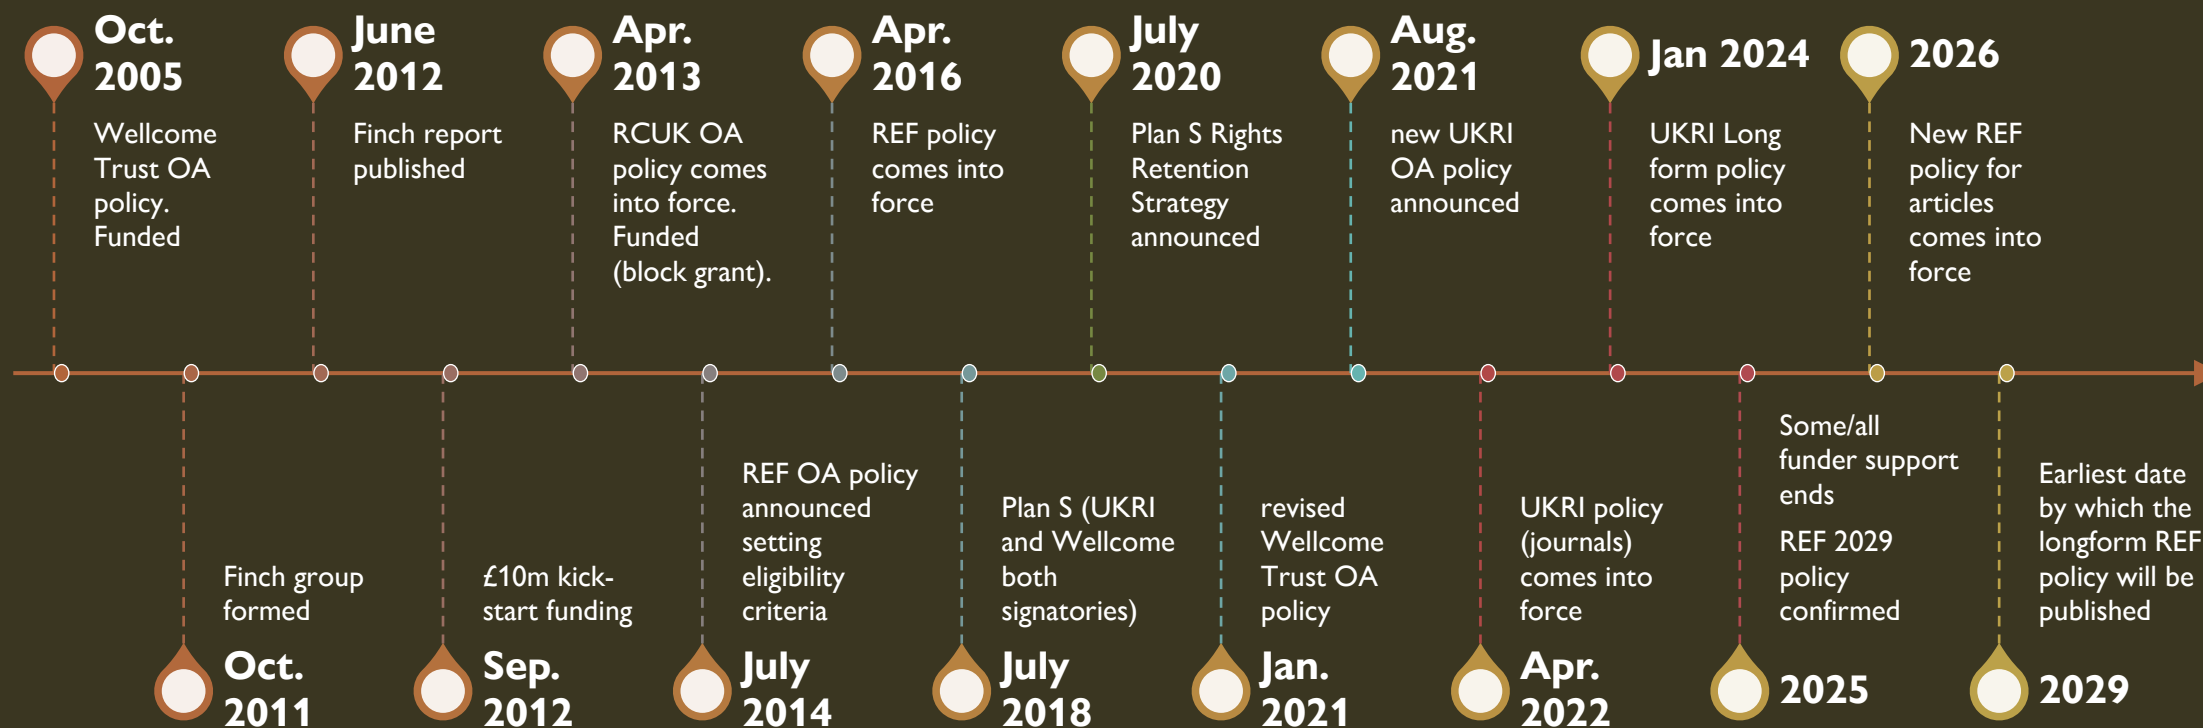 Oct.
2005
Wellcome
Trust OA
policy.
Funded
June
2012
Finch report
published
Apr.
2013
RCUK OA
policy comes
into force.
Funded
(block grant).
Apr.
2016
REF policy
comes into
force
July
2020
Plan S Rights
Retention
Strategy
announced
Aug.
2021
new UKRI
OA policy
announced
Jan 2024
UKRI Long
form policy
comes into
force
2026
New REF
policy for
articles
comes into
force
Finch group
formed
Oct.
2011
£10m kick-
start funding
Sep.
2012
REF OA policy
announced
setting
eligibility
criteria
July
2014
Plan S (UKRI
and Wellcome
both
signatories)
July
2018
revised
Wellcome
Trust OA
policy
Jan.
2021
UKRI policy
(journals)
comes into
force
Apr.
2022
Some/all
funder support
ends
REF 2029
policy
confirmed
2025
Earliest date
by which the
longform REF
policy will be
published
2029